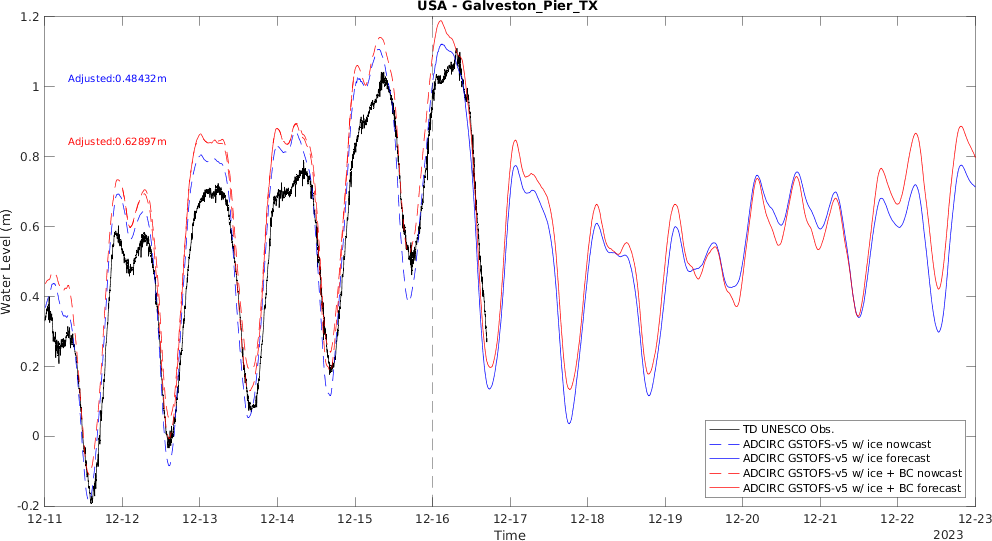 USA - Galveston_Pier_TX
Adjusted:0.48432m
Adjusted:0.62897m
Water Level (m)
1.2
1
0.8
0.6
0.4
0.2
0
-0.2
12-11 12-12 12-13 12-14 12-15 12-16 12-17 12-18 12-19 12-20 12-21 12-22 12-23
Time
2023
TD UNESCO Obs.
ADCIRC GSTOFS-v5 w/ ice nowcast
ADCIRC GSTOFS-v5 w/ ice forecast
ADCIRC GSTOFS-v5 w/ ice + BC nowcast
ADCIRC GSTOFS-v5 w/ ice + BC forecast